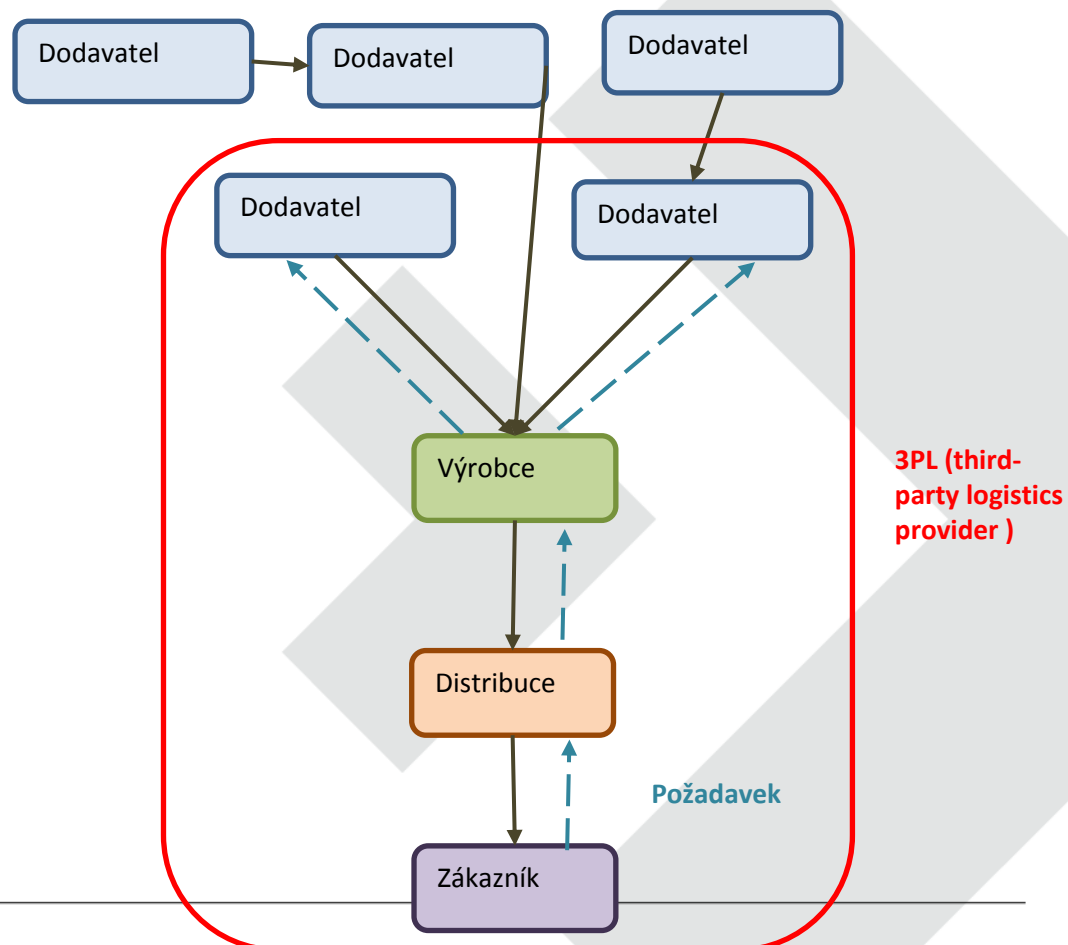 Dodavatel
Dodavatel
Dodavatel
Dodavatel
Dodavatel
Výrobce
3PL (third-
party logistics
provider )
Distribuce
Požadavek
Zákazník